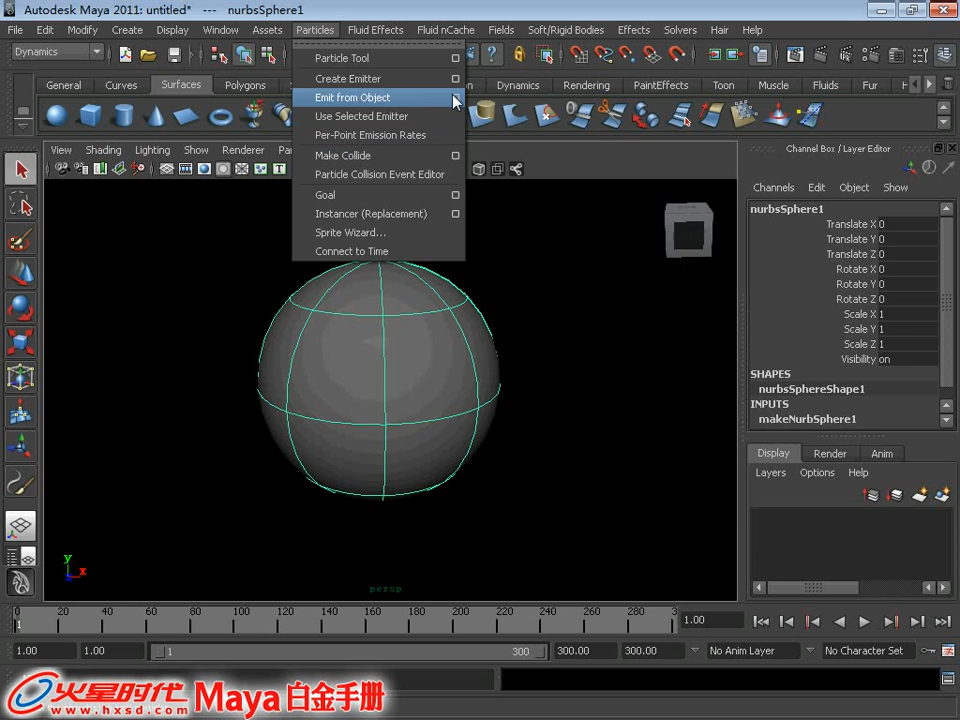 Autodesk Maya 2011: untitled* --- nurbsSphere1
File Edit Modify Create Display Window Assets Particles Fluid Effects Fluid nCache Fields Soft/Rigid Bodies Effects Solvers Hair Help
Dynamics
General Curves Surfaces Polygons Dynamics Rendering PaintEffects Toon Muscle Fluids Fur
Particle Tool
Create Emitter
Emit from Object
Use Selected Emitter
Per-Point Emission Rates
Make Collide
Particle Collision Event Editor
Goal
Instancer (Replacement)
Sprite Wizard...
Connect to Time
View Shading Lighting Show Renderer
persp
y
x
Channel Box / Layer Editor
Channels Edit Object Show
nurbsSphere1
Translate X 0
Translate Y 0
Translate Z 0
Rotate X 0
Rotate Y 0
Rotate Z 0
Scale X 1
Scale Y 1
Scale Z 1
Visibility on
SHAPES
nurbsSphereShape1
INPUTS
makeNurbSphere1
Display Render Anim
Layers Options Help
0 20 40 60 80 100 120 140 160 180 200 220 240 260 280 3
1
1.00
1.00 1.00 1 300 300.00 300.00 No Anim Layer No Character Set
火星时代 Maya 白金手册
www.hxsd.com